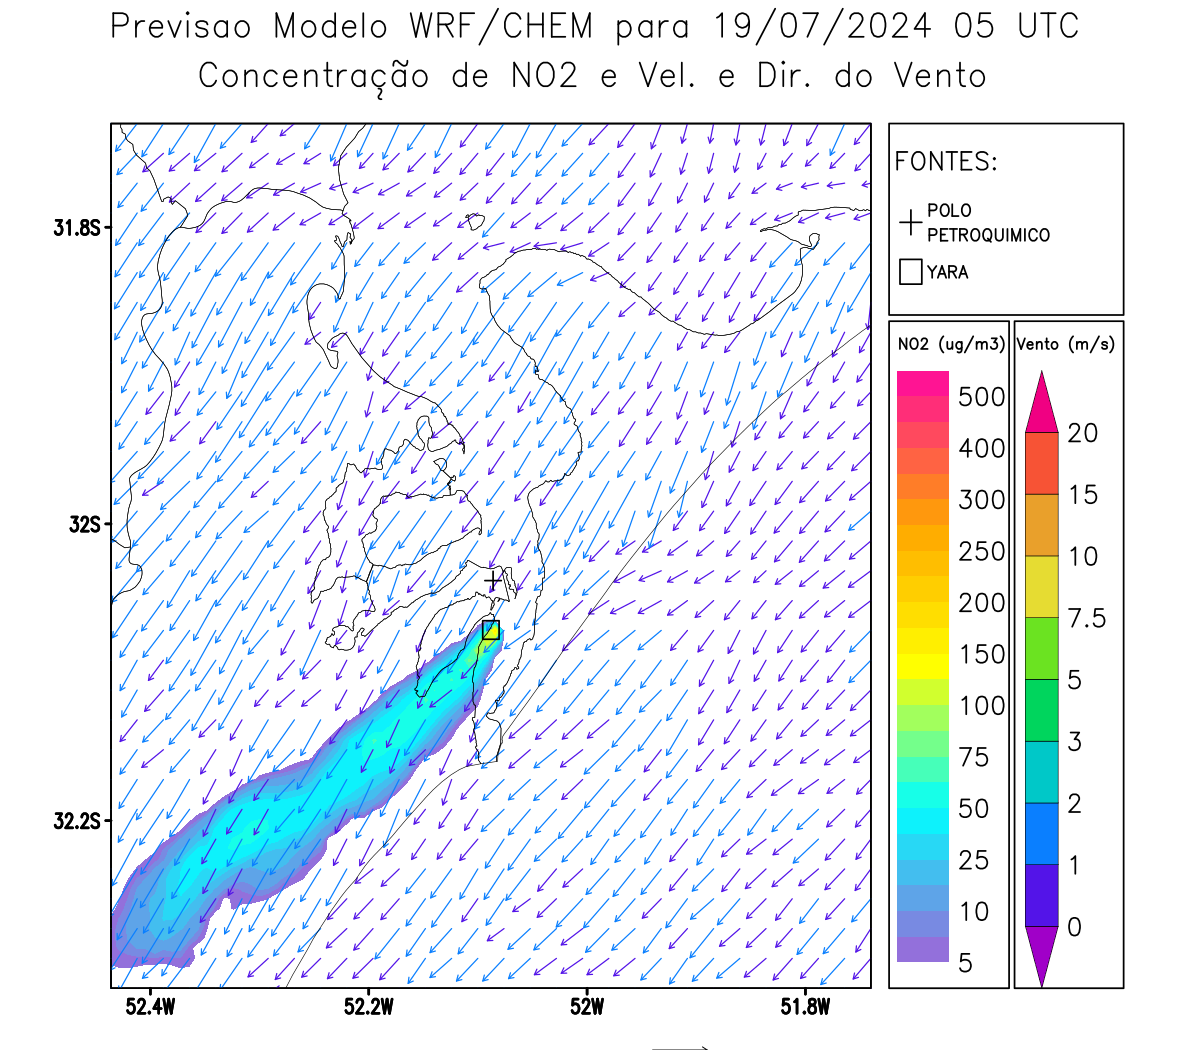 Previsao Modelo WRF/CHEM para 19/07/2024 05 UTC
Concentração de NO2 e Vel. e Dir. do Vento
FONTES:
POLO
PETROQUIMICO
YARA
31.8S
32S
32.2S
52.4W
52.2W
52W
51.8W
NO2 (ug/m3)
500
400
300
250
200
150
100
75
50
25
10
5
Vento (m/s)
20
15
10
7.5
5
3
2
1
0